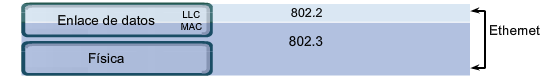 Enlace de datos
LLC
MAC
802.2
802.3
Ethernet
Física